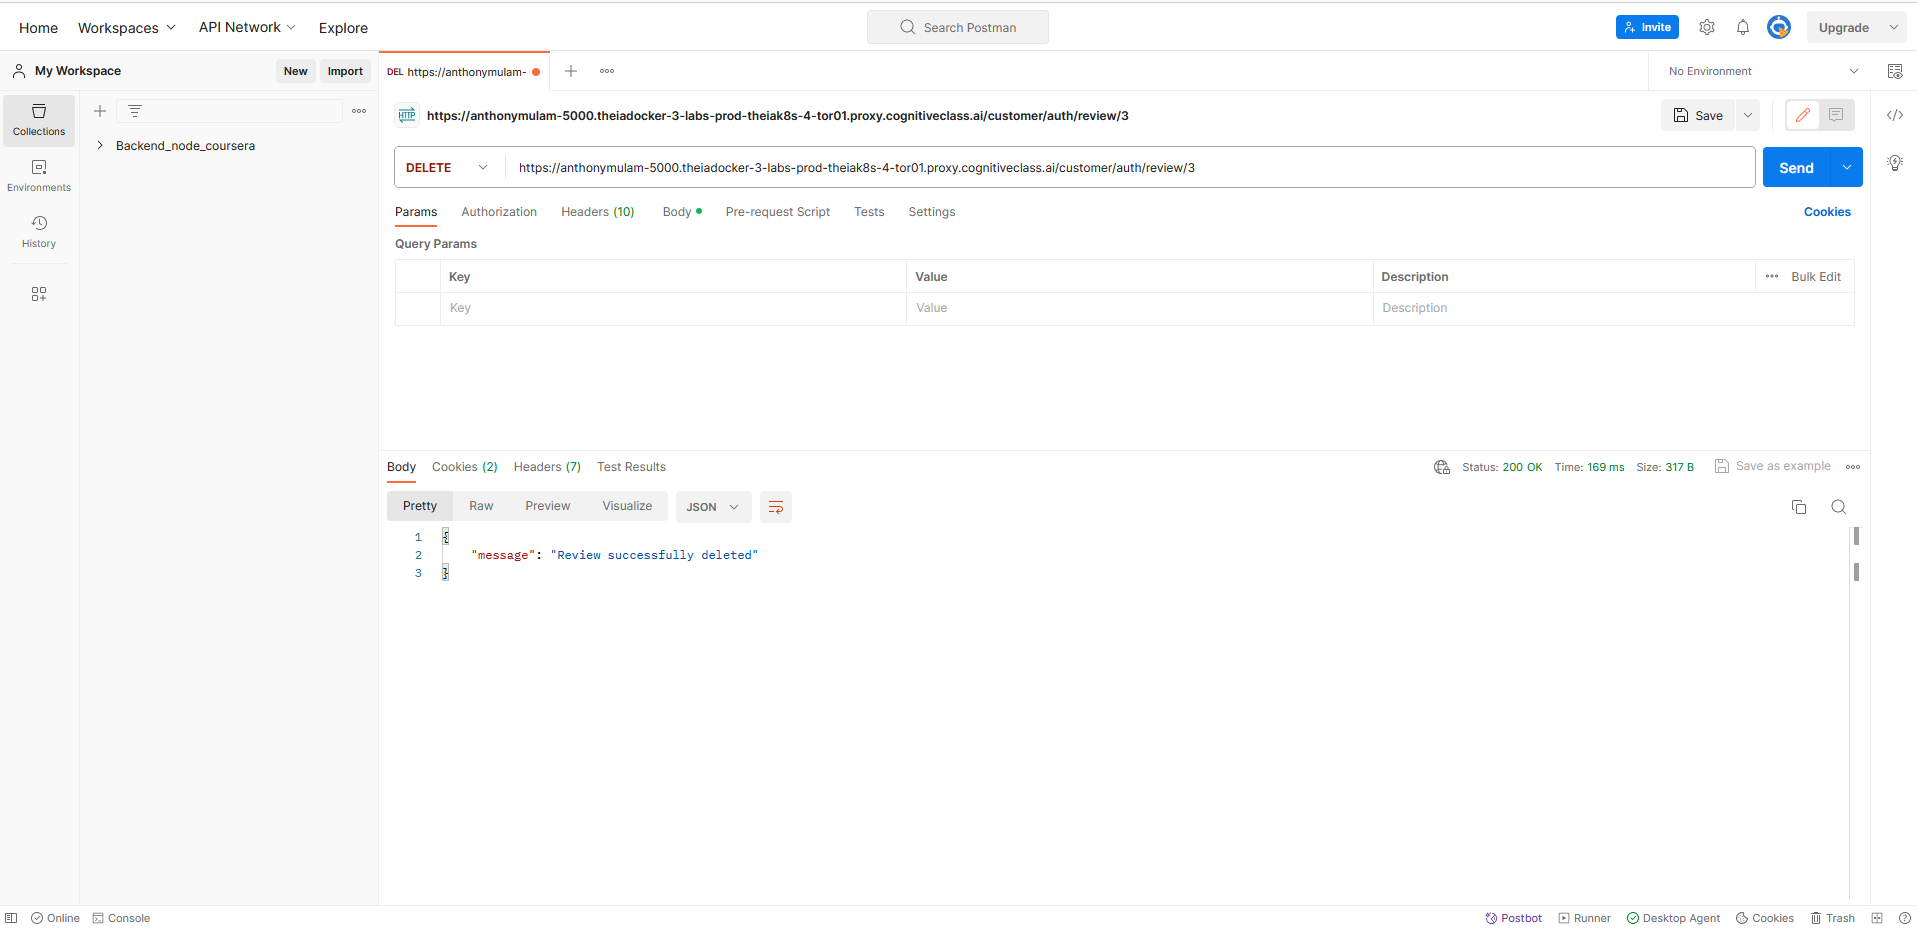 Home Workspaces API Network Explore Search Postman Invite Upgrade
My Workspace New Import DEL https://anthonymulam- No Environment
Collections
Environments
History
Backend_node_coursera
HTTP https://anthonymulam-5000.theiadocker-3-labs-prod-theiak8s-4-tor01.proxy.cognitiveclass.ai/customer/auth/review/3 Save
DELETE https://anthonymulam-5000.theiadocker-3-labs-prod-theiak8s-4-tor01.proxy.cognitiveclass.ai/customer/auth/review/3 Send
Params Authorization Headers (10) Body Pre-request Script Tests Settings Cookies
Query Params
Key Value Description Bulk Edit
Key Value Description
Body Cookies (2) Headers (7) Test Results Status: 200 OK Time: 169 ms Size: 317 B Save as example
Pretty Raw Preview Visualize JSON
1 {
2 "message": "Review successfully deleted"
3 }
Online Console Postbot Runner Desktop Agent Cookies Trash